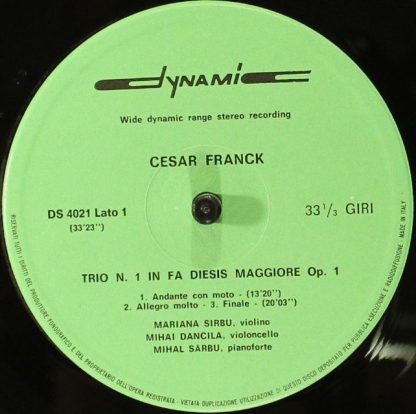 dynamic
Wide dynamic range stereo recording
CESAR FRANCK
DS 4021 Lato 1
(33'23'')
33 1/3 GIRI
TRIO N. 1 IN FA DIESIS MAGGIORE Op. 1
1. Andante con moto - (13'20'')
2. Allegro molto - 3. Finale - (20'03'')
MARIANA SIRBU, violino
MIHAI DANCILA, violoncello
MIHAL SÂRBU, pianoforte
RISERVATI TUTTI I DIRITTI DEL PRODUTTORE FONOGRAFICO E DEL PROPRIETARIO DELL'OPERA REGISTRATA - VIETATA DUPLICAZIONE UTILIZZAZIONE DI QUESTO DISCO DEPOSITATO PER PUBBLICA ESECUZIONE E RADIODIFFUSIONE - MADE IN ITALY